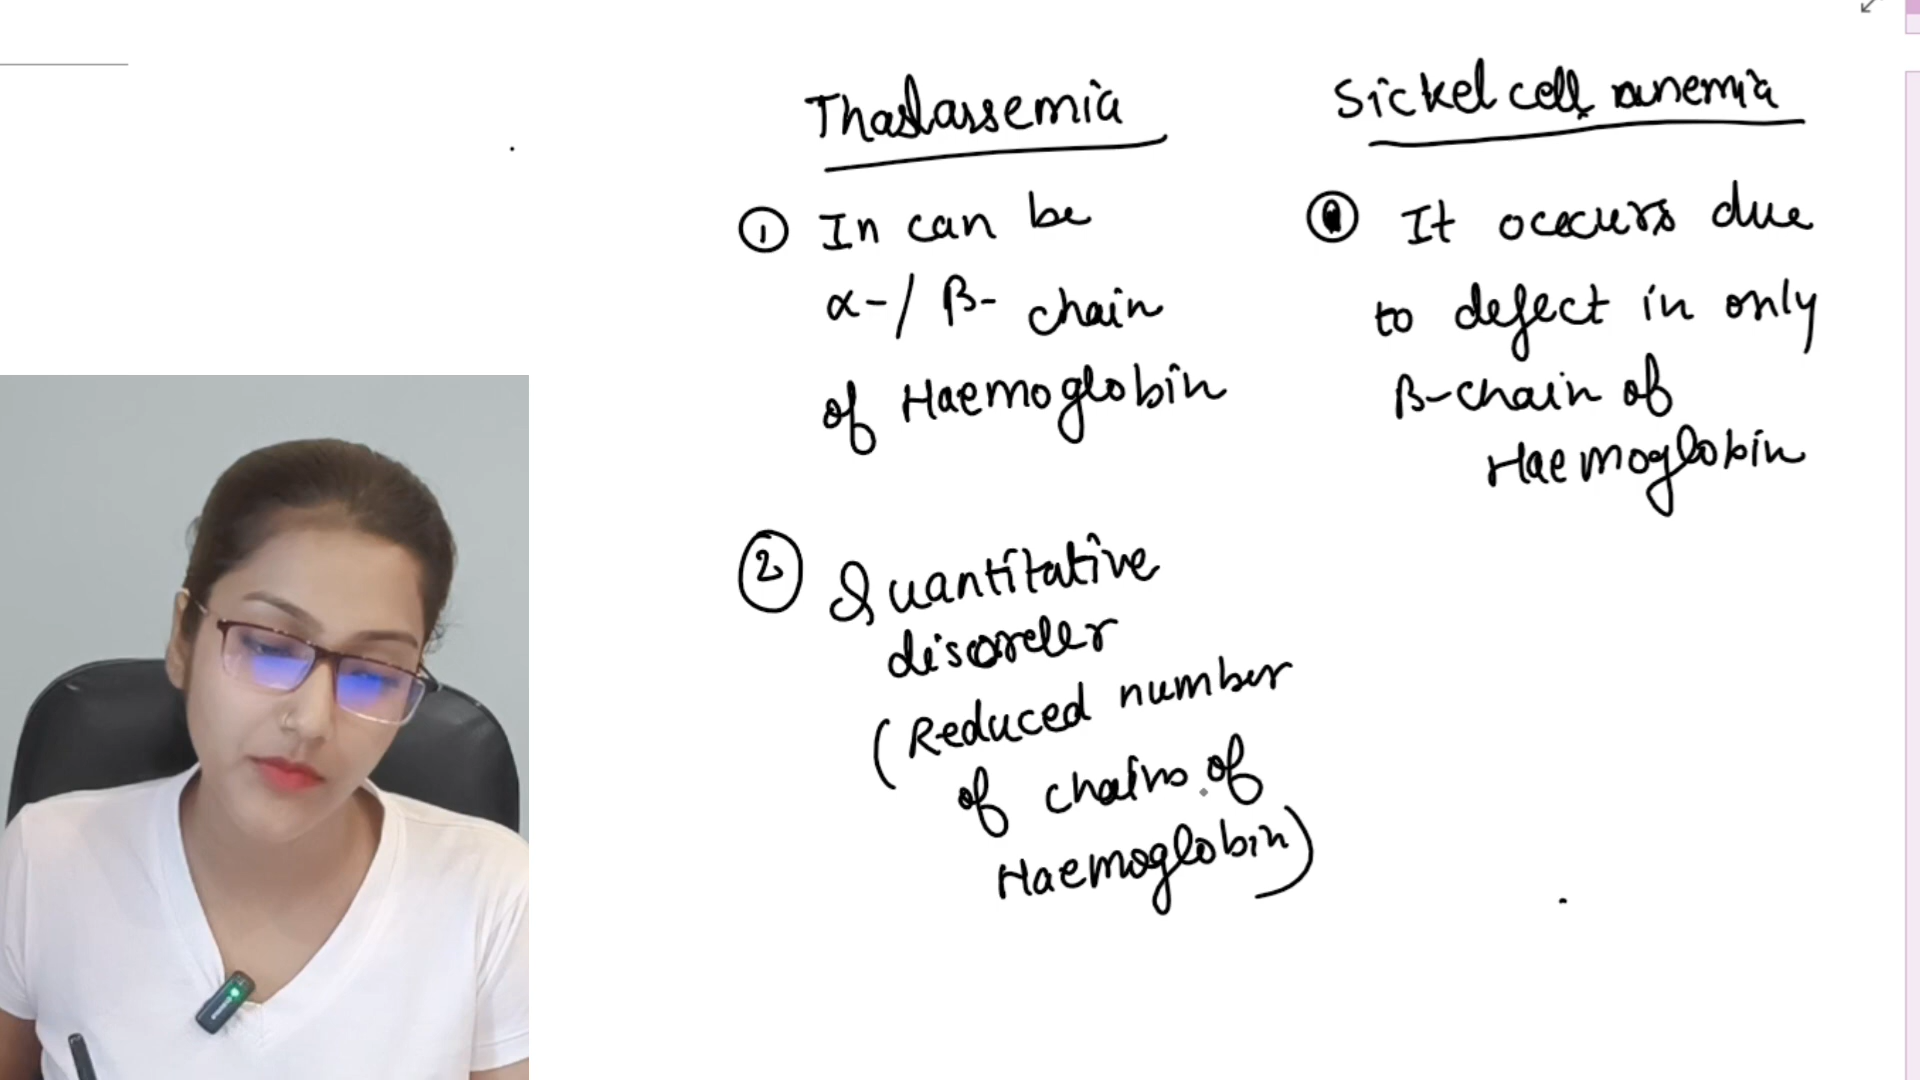 Thaslassemia
① In can be
α-/ β- chain
of Haemoglobin
② Quantitative
disorder
(Reduced number
of chains of
Haemoglobin)
Sickel cell anemia
① It occurs due
to defect in only
β-chain of
Haemoglobin